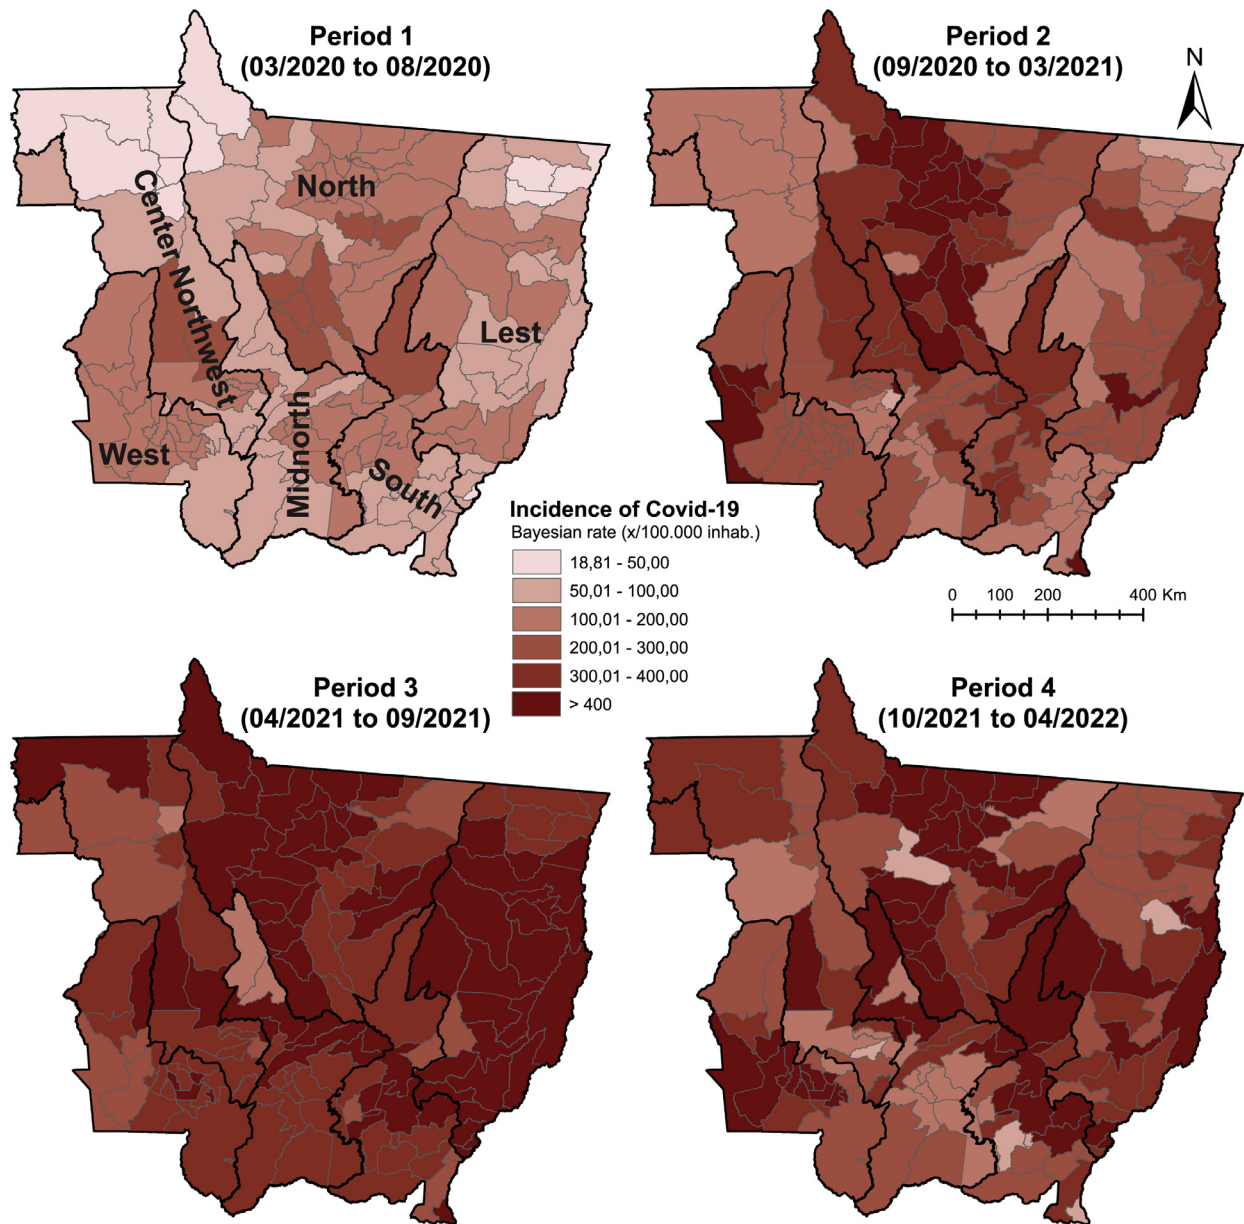 Period 1
(03/2020 to 08/2020)
Period 2
(09/2020 to 03/2021)
N
North
Center Northwest
Lest
West
Midnorth
South
Incidence of Covid-19
Bayesian rate (x/100.000 inhab.)
18,81 - 50,00
50,01 - 100,00
100,01 - 200,00
200,01 - 300,00
300,01 - 400,00
> 400
0 100 200 400 Km
Period 3
(04/2021 to 09/2021)
Period 4
(10/2021 to 04/2022)